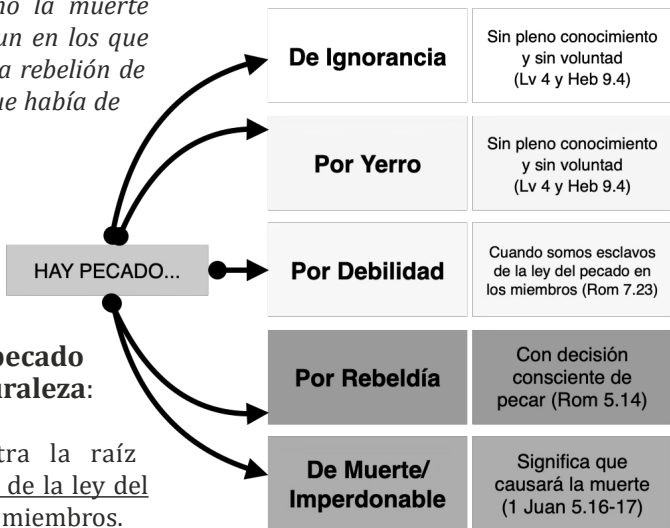 la muerte
un en los que
rebelión de
ue había de
HAY PECADO...
De Ignorancia
Sin pleno conocimiento
y sin voluntad
(Lv 4 y Heb 9.4)
Por Yerro
Sin pleno conocimiento
y sin voluntad
(Lv 4 y Heb 9.4)
Por Debilidad
Cuando somos esclavos
de la ley del pecado en
los miembros (Rom 7.23)
Por Rebeldía
Con decisión
consciente de
pecar (Rom 5.14)
De Muerte/
Imperdonable
Significa que
causará la muerte
(1 Juan 5.16-17)
pecado
uraleza:
tra la raíz
de la ley del
miembros.